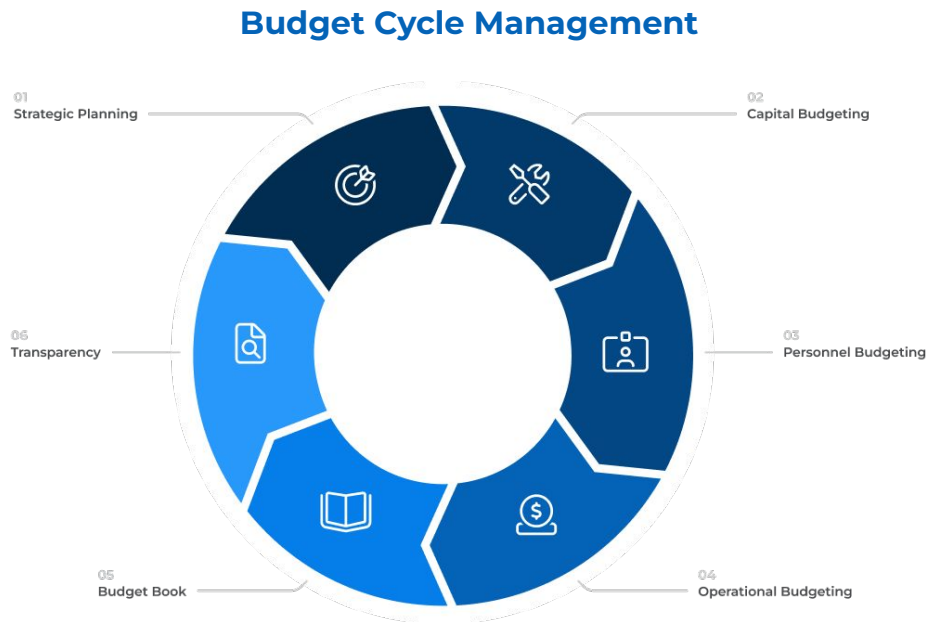 Budget Cycle Management
01
Strategic Planning
02
Capital Budgeting
03
Personnel Budgeting
04
Operational Budgeting
05
Budget Book
06
Transparency
$